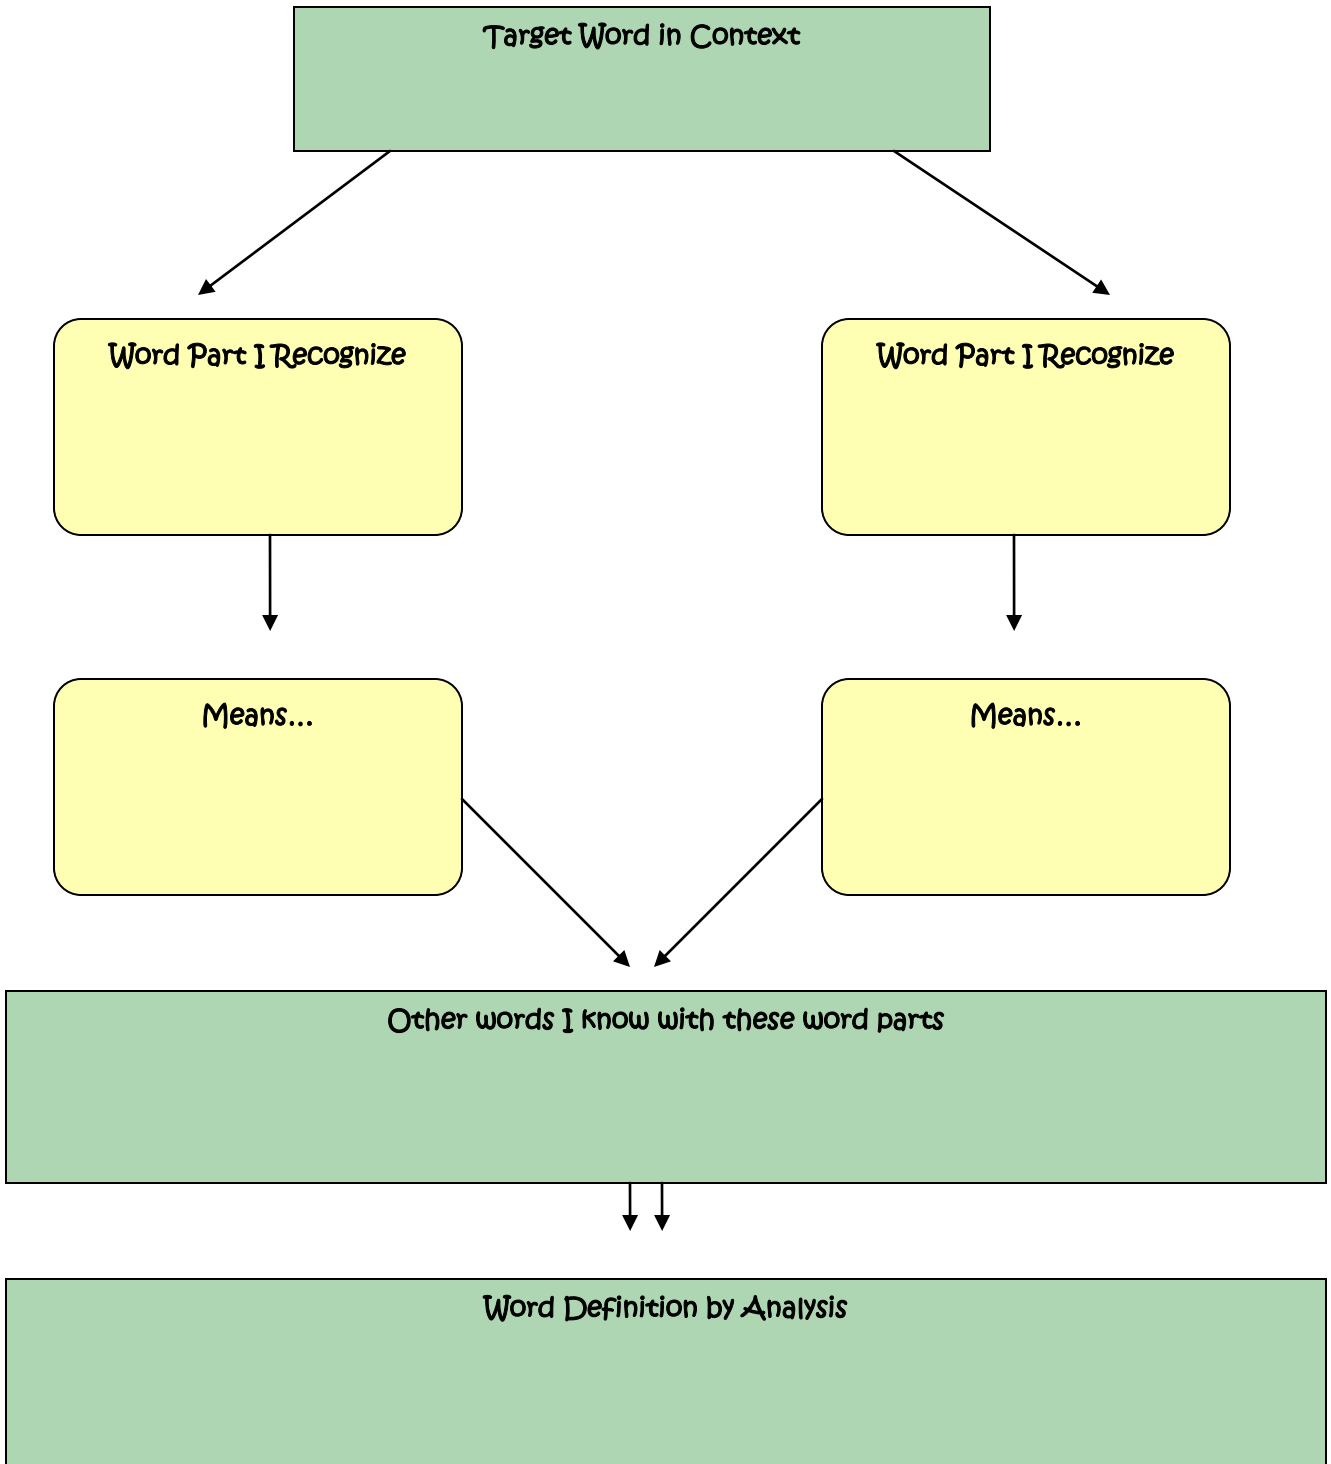 Target Word in Context
Word Part I Recognize
Word Part I Recognize
Means...
Means...
Other words I know with these word parts
Word Definition by Analysis